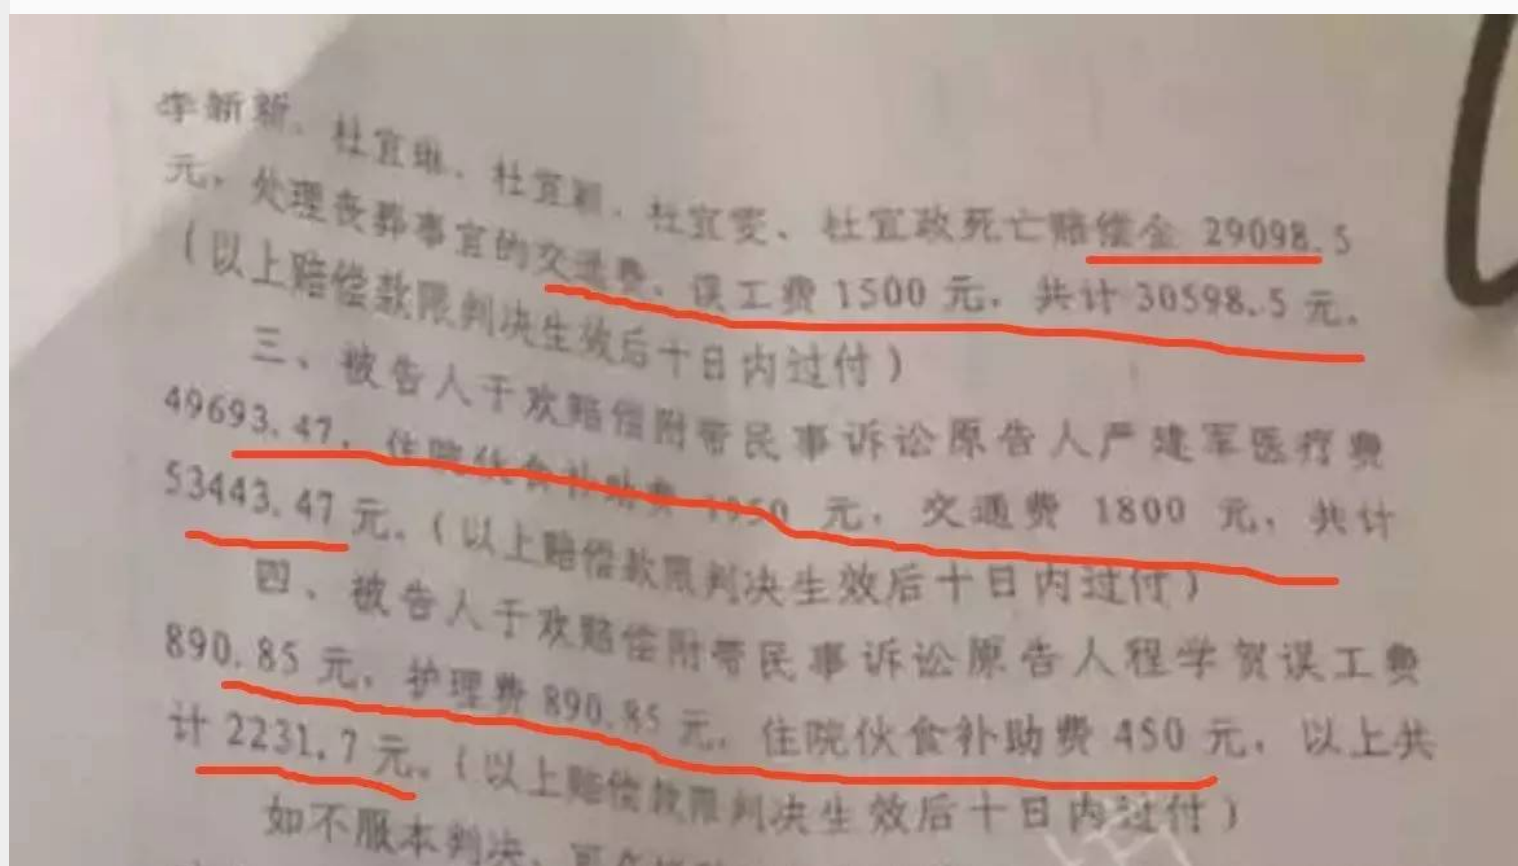 李新新、杜宜琳、杜宜颖、杜宜雯、杜宜政死亡赔偿金 29098.5
元，处理丧葬事宜的交通费、误工费 1500 元，共计 30598.5 元。
（以上赔偿款限判决生效后十日内过付）
三、被告人于欢赔偿附带民事诉讼原告人严建军医疗费
49693.47，住院伙食补助费 1950 元，交通费 1800 元，共计
53443.47 元。（以上赔偿款限判决生效后十日内过付）
四、被告人于欢赔偿附带民事诉讼原告人程学贺误工费
890.85 元，护理费 890.85 元，住院伙食补助费 450 元，以上共
计 2231.7 元。（以上赔偿款限判决生效后十日内过付）
如不服本判决，可在